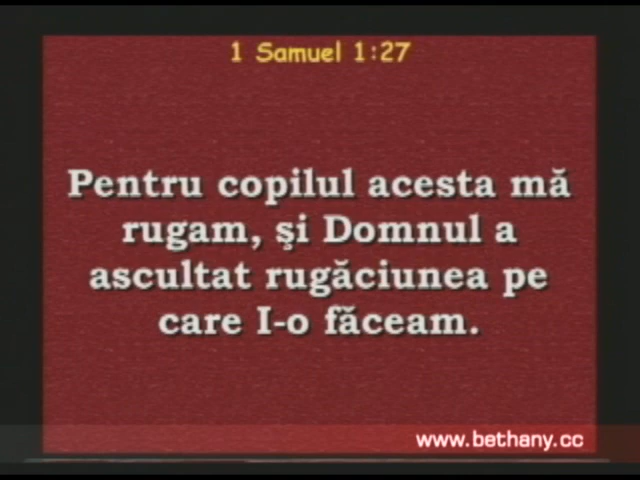 1 Samuel 1:27
Pentru copilul acesta mă
rugam, şi Domnul a
ascultat rugăciunea pe
care I-o făceam.
www.bethany.cc